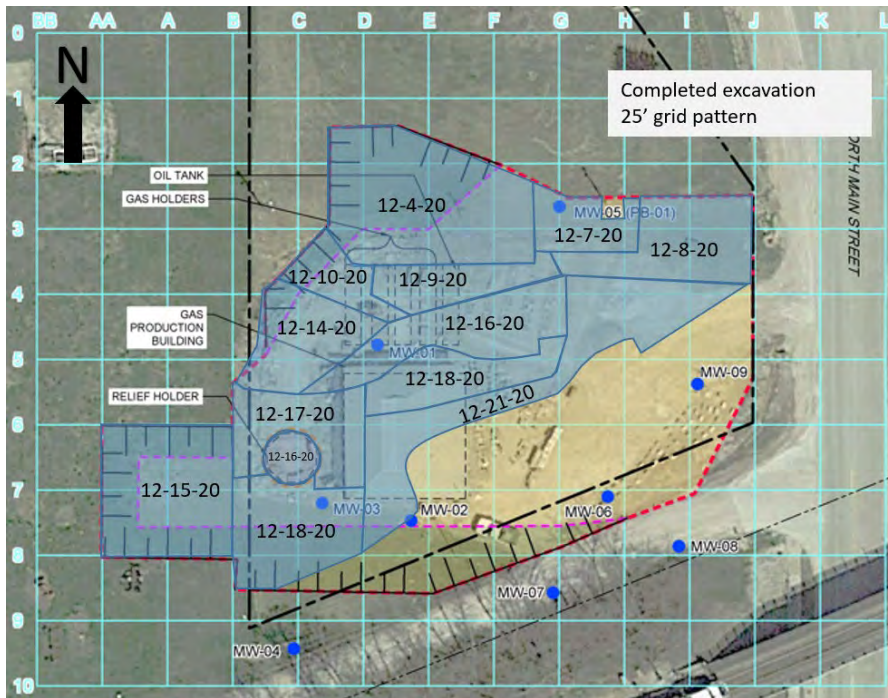 BB AA A B C D E F G H I J K L
0
N
Completed excavation
25' grid pattern
1
2
OIL TANK
GAS HOLDERS
NORTH MAIN STREET
12-4-20
MW-05 (PB-01)
12-7-20
12-8-20
3
12-10-20
12-9-20
4
GAS
PRODUCTION
BUILDING
12-14-20
12-16-20
MW-01
5
12-18-20
MW-09
RELIEF HOLDER
12-17-20
12-21-20
6
12-16-20
7
12-15-20
MW-03
MW-02
MW-06
12-18-20
8
MW-08
MW-07
9
MW-04
10